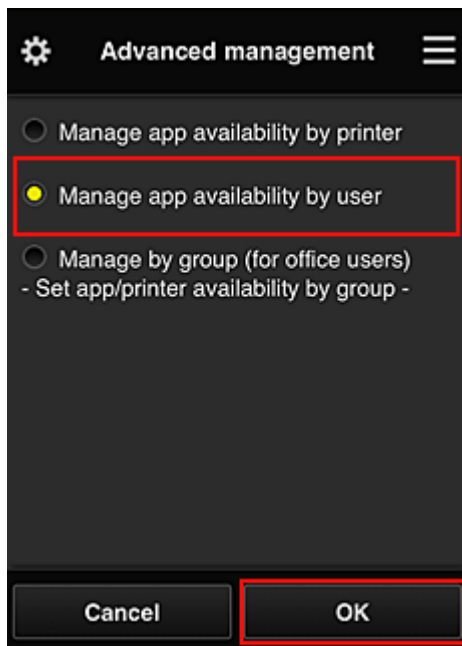 Advanced management
Manage app availability by printer
Manage app availability by user
Manage by group (for office users)
- Set app/printer availability by group -
Cancel
OK